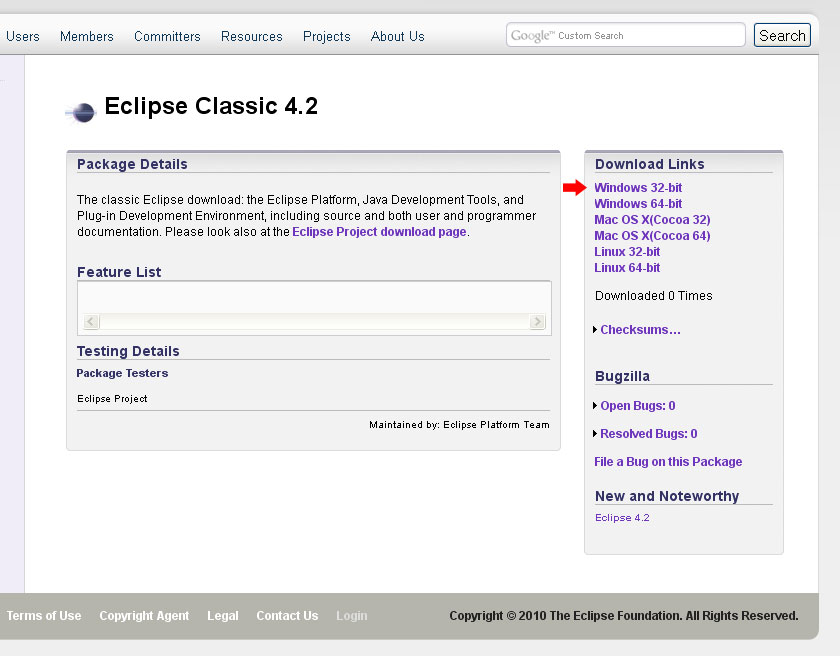 Users Members Committers Resources Projects About Us Google™ Custom Search Search
Eclipse Classic 4.2
Package Details
The classic Eclipse download: the Eclipse Platform, Java Development Tools, and
Plug-in Development Environment, including source and both user and programmer
documentation. Please look also at the Eclipse Project download page.
Feature List
Testing Details
Package Testers
Eclipse Project
Maintained by: Eclipse Platform Team
Download Links
Windows 32-bit
Windows 64-bit
Mac OS X(Cocoa 32)
Mac OS X(Cocoa 64)
Linux 32-bit
Linux 64-bit
Downloaded 0 Times
Checksums...
Bugzilla
Open Bugs: 0
Resolved Bugs: 0
File a Bug on this Package
New and Noteworthy
Eclipse 4.2
Terms of Use Copyright Agent Legal Contact Us Login Copyright © 2010 The Eclipse Foundation. All Rights Reserved.